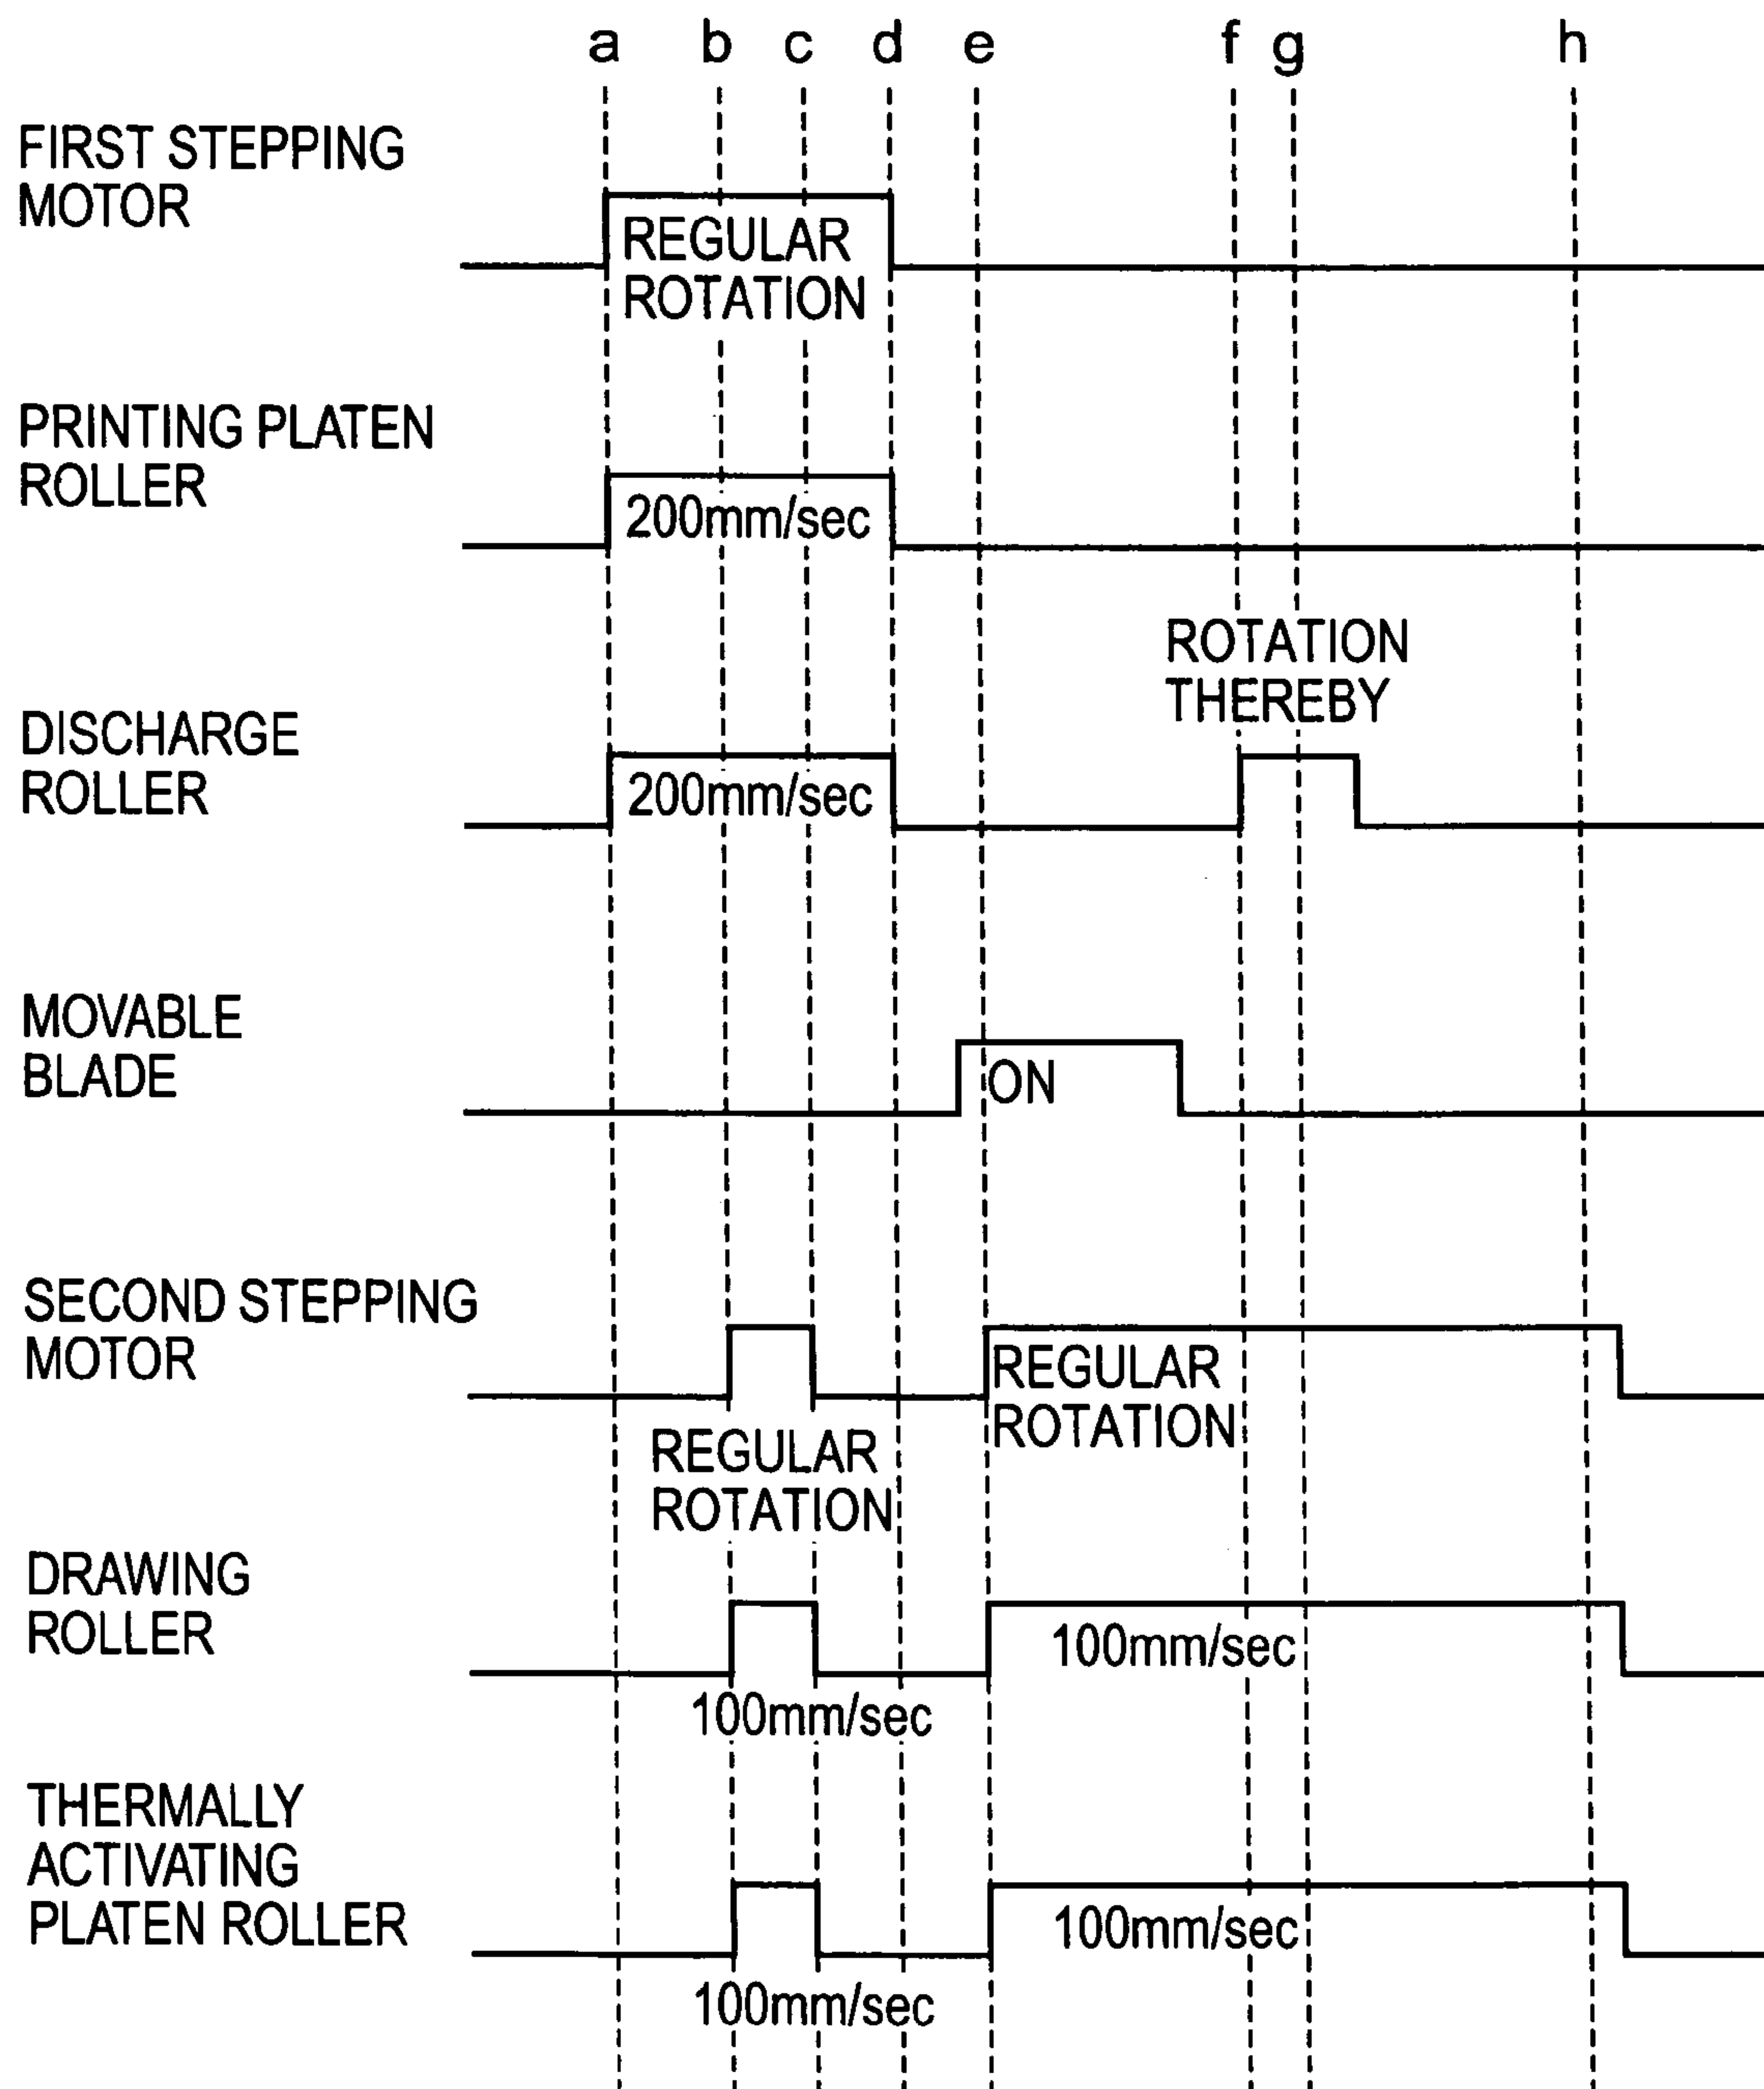 a b c d e f g h
FIRST STEPPING
MOTOR
REGULAR
ROTATION
PRINTING PLATEN
ROLLER
200mm/sec
ROTATION
THEREBY
DISCHARGE
ROLLER
200mm/sec
MOVABLE
BLADE
ON
SECOND STEPPING
MOTOR
REGULAR
ROTATION
REGULAR
ROTATION
DRAWING
ROLLER
100mm/sec
100mm/sec
THERMALLY
ACTIVATING
PLATEN ROLLER
100mm/sec
100mm/sec